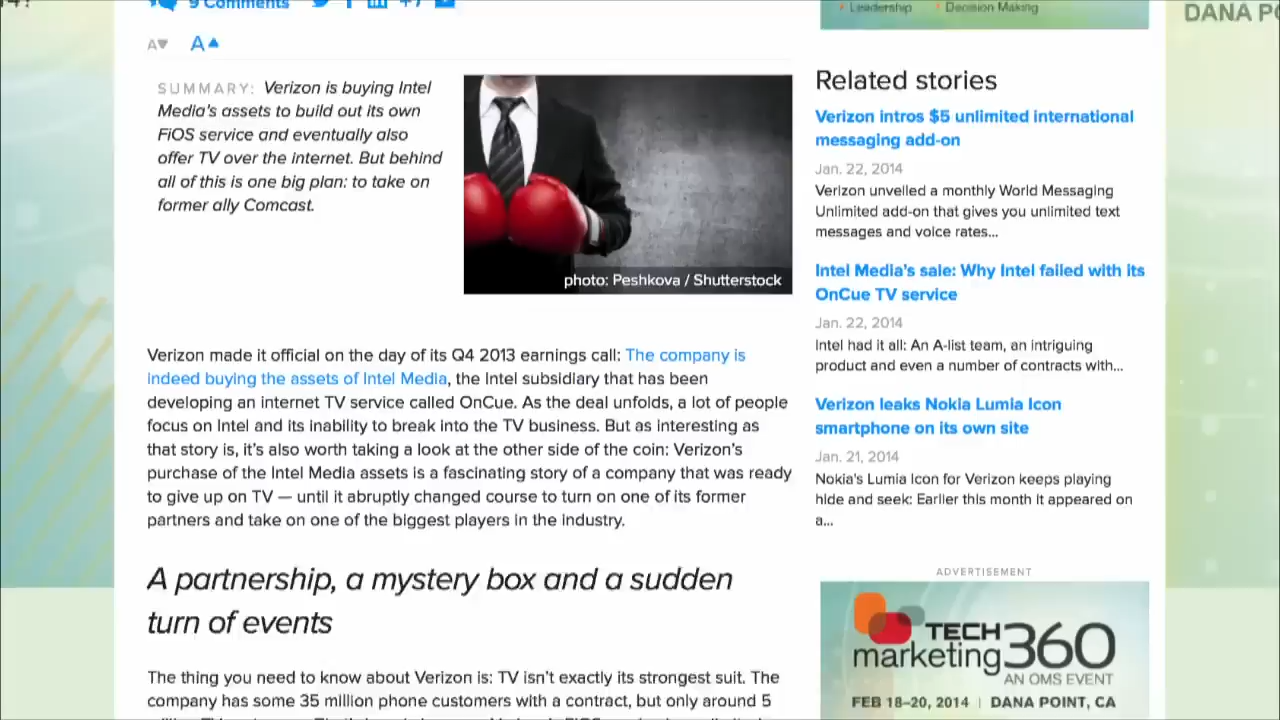 9 Comments
Leadership
Decision Making
A▼ A▲
SUMMARY: Verizon is buying Intel
Media's assets to build out its own
FiOS service and eventually also
offer TV over the internet. But behind
all of this is one big plan: to take on
former ally Comcast.
photo: Peshkova / Shutterstock
Verizon made it official on the day of its Q4 2013 earnings call: The company is
indeed buying the assets of Intel Media, the Intel subsidiary that has been
developing an internet TV service called OnCue. As the deal unfolds, a lot of people
focus on Intel and its inability to break into the TV business. But as interesting as
that story is, it's also worth taking a look at the other side of the coin: Verizon's
purchase of the Intel Media assets is a fascinating story of a company that was ready
to give up on TV — until it abruptly changed course to turn on one of its former
partners and take on one of the biggest players in the industry.
A partnership, a mystery box and a sudden
turn of events
The thing you need to know about Verizon is: TV isn't exactly its strongest suit. The
company has some 35 million phone customers with a contract, but only around 5
Related stories
Verizon intros $5 unlimited international
messaging add-on
Jan. 22, 2014
Verizon unveiled a monthly World Messaging
Unlimited add-on that gives you unlimited text
messages and voice rates...
Intel Media's sale: Why Intel failed with its
OnCue TV service
Jan. 22, 2014
Intel had it all: An A-list team, an intriguing
product and even a number of contracts with...
Verizon leaks Nokia Lumia Icon
smartphone on its own site
Jan. 21, 2014
Nokia's Lumia Icon for Verizon keeps playing
hide and seek: Earlier this month it appeared on
a...
ADVERTISEMENT
TECH
marketing 360
AN OMS EVENT
FEB 18–20, 2014 | DANA POINT, CA
DANA